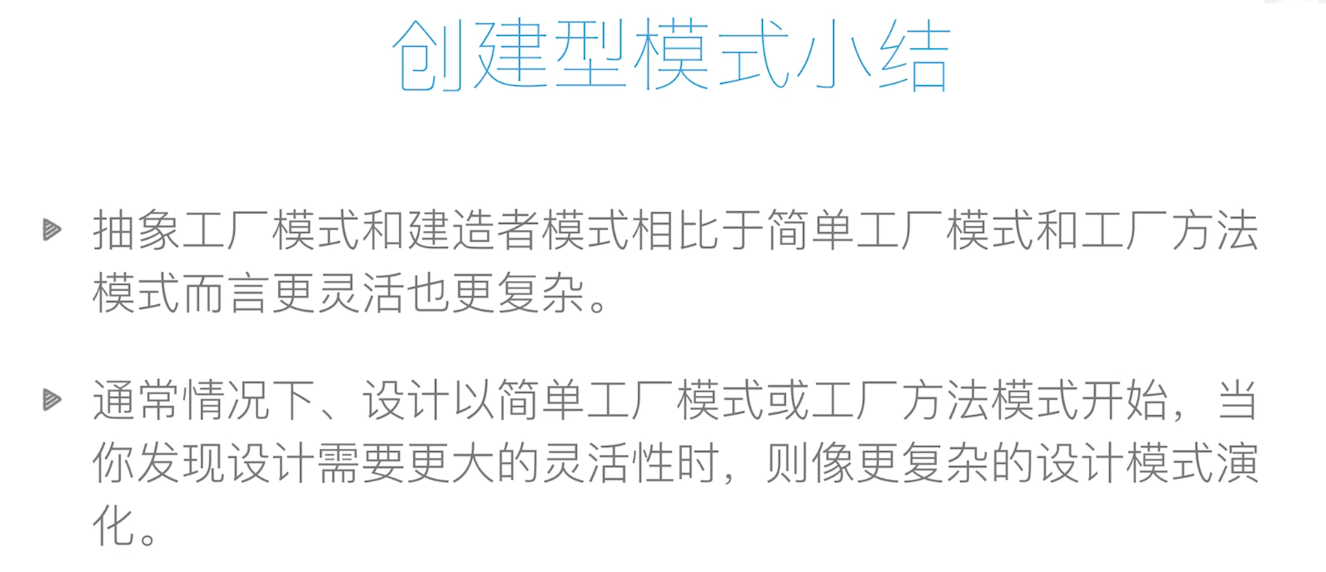 创建型模式小结
抽象工厂模式和建造者模式相比于简单工厂模式和工厂方法
模式而言更灵活也更复杂。
通常情况下、设计以简单工厂模式或工厂方法模式开始，当
你发现设计需要更大的灵活性时，则像更复杂的设计模式演
化。